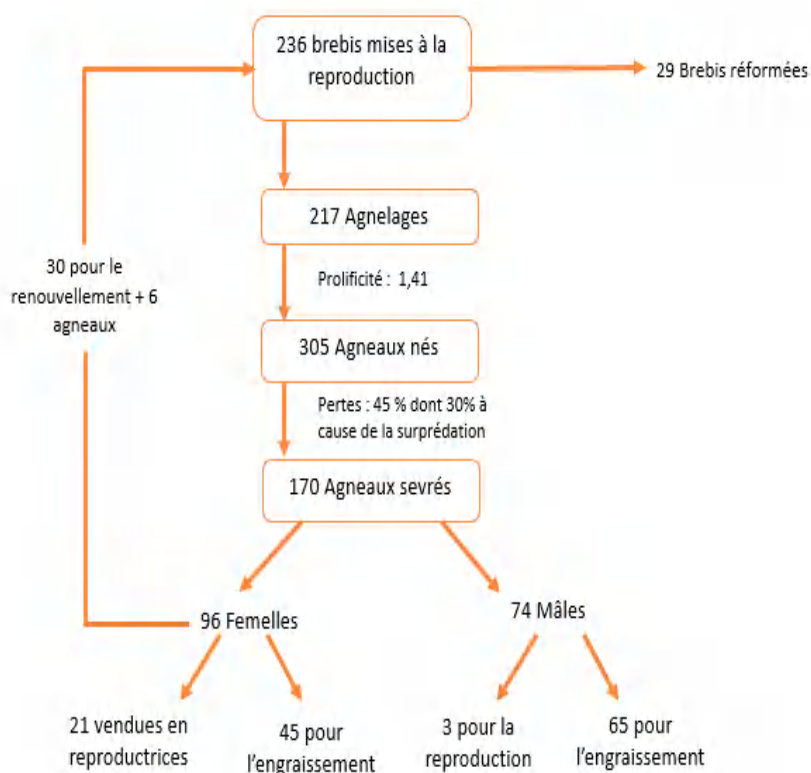 236 brebis mises à la
reproduction
29 Brebis réformées
217 Agnelages
30 pour le
renouvellement + 6
agneaux
Prolificité : 1,41
305 Agneaux nés
Pertes : 45 % dont 30% à
cause de la surprédation
170 Agneaux sevrés
96 Femelles
74 Mâles
21 vendues en
reproductrices
45 pour
l'engraissement
3 pour la
reproduction
65 pour
l'engraissement